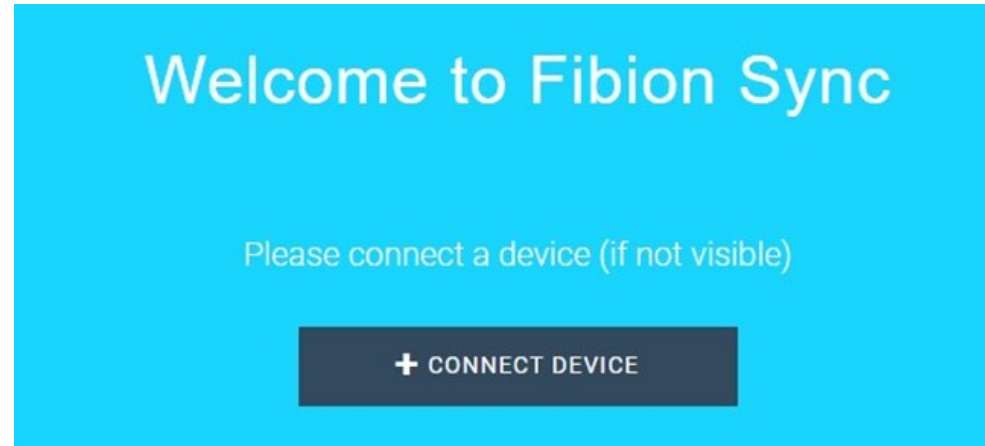 Welcome to Fibion Sync
Please connect a device (if not visible)
+ CONNECT DEVICE